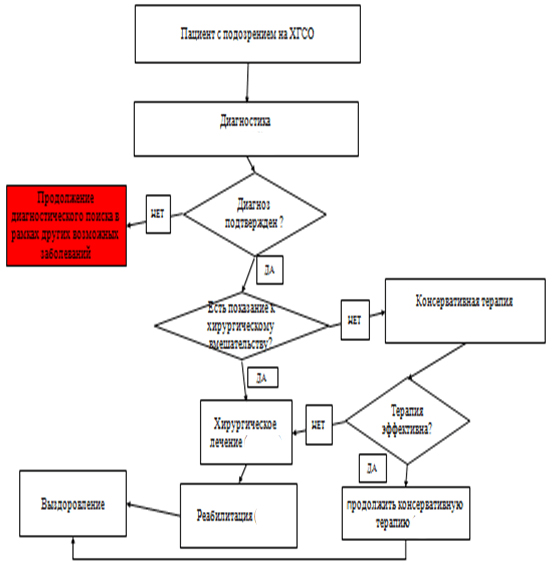 Пациент с подозрением на ХГСО
Диагностика
Диагноз
подтвержден ?
Продолжение
диагностического поиска в
рамках других возможных
заболеваний
НЕТ
ДА
Есть показание к
хирургическому
вмешательству?
НЕТ
Консервативная терапия
ДА
Хирургическое
лечение (
НЕТ
Терапия
эффективна?
ДА
Выздоровление
Реабилитация (
продолжить консервативную
терапию